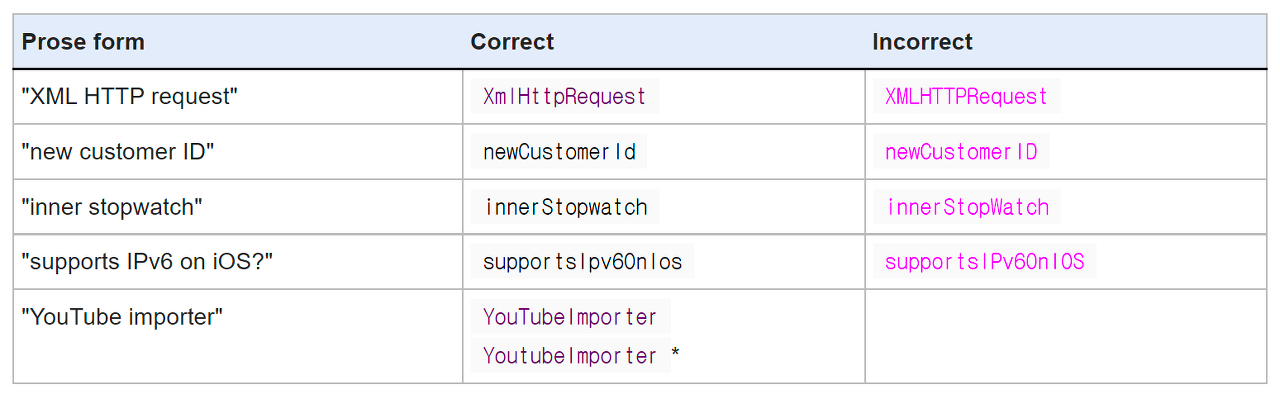 Prose form Correct Incorrect
"XML HTTP request" XmlHttpRequest XMLHTTPRequest
"new customer ID" newCustomerId newCustomerID
"inner stopwatch" innerStopwatch innerStopWatch
"supports IPv6 on iOS?" supportsIpv6OnIos supportsIPv6OnIOS
"YouTube importer" YouTubeImporter
YoutubeImporter *